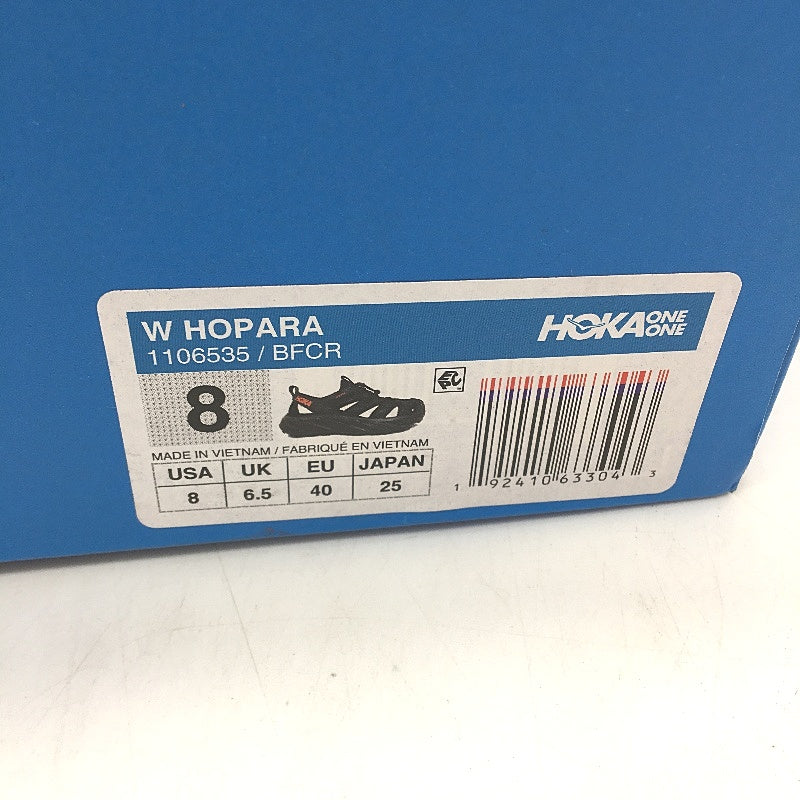 W HOPARA
1106535 / BFCR
HOKA ONE ONE
8
HOKA
MADE IN VIETNAM / FABRIQUÉ EN VIETNAM
USA UK EU JAPAN
8 6.5 40 25
1 92410 63304 3